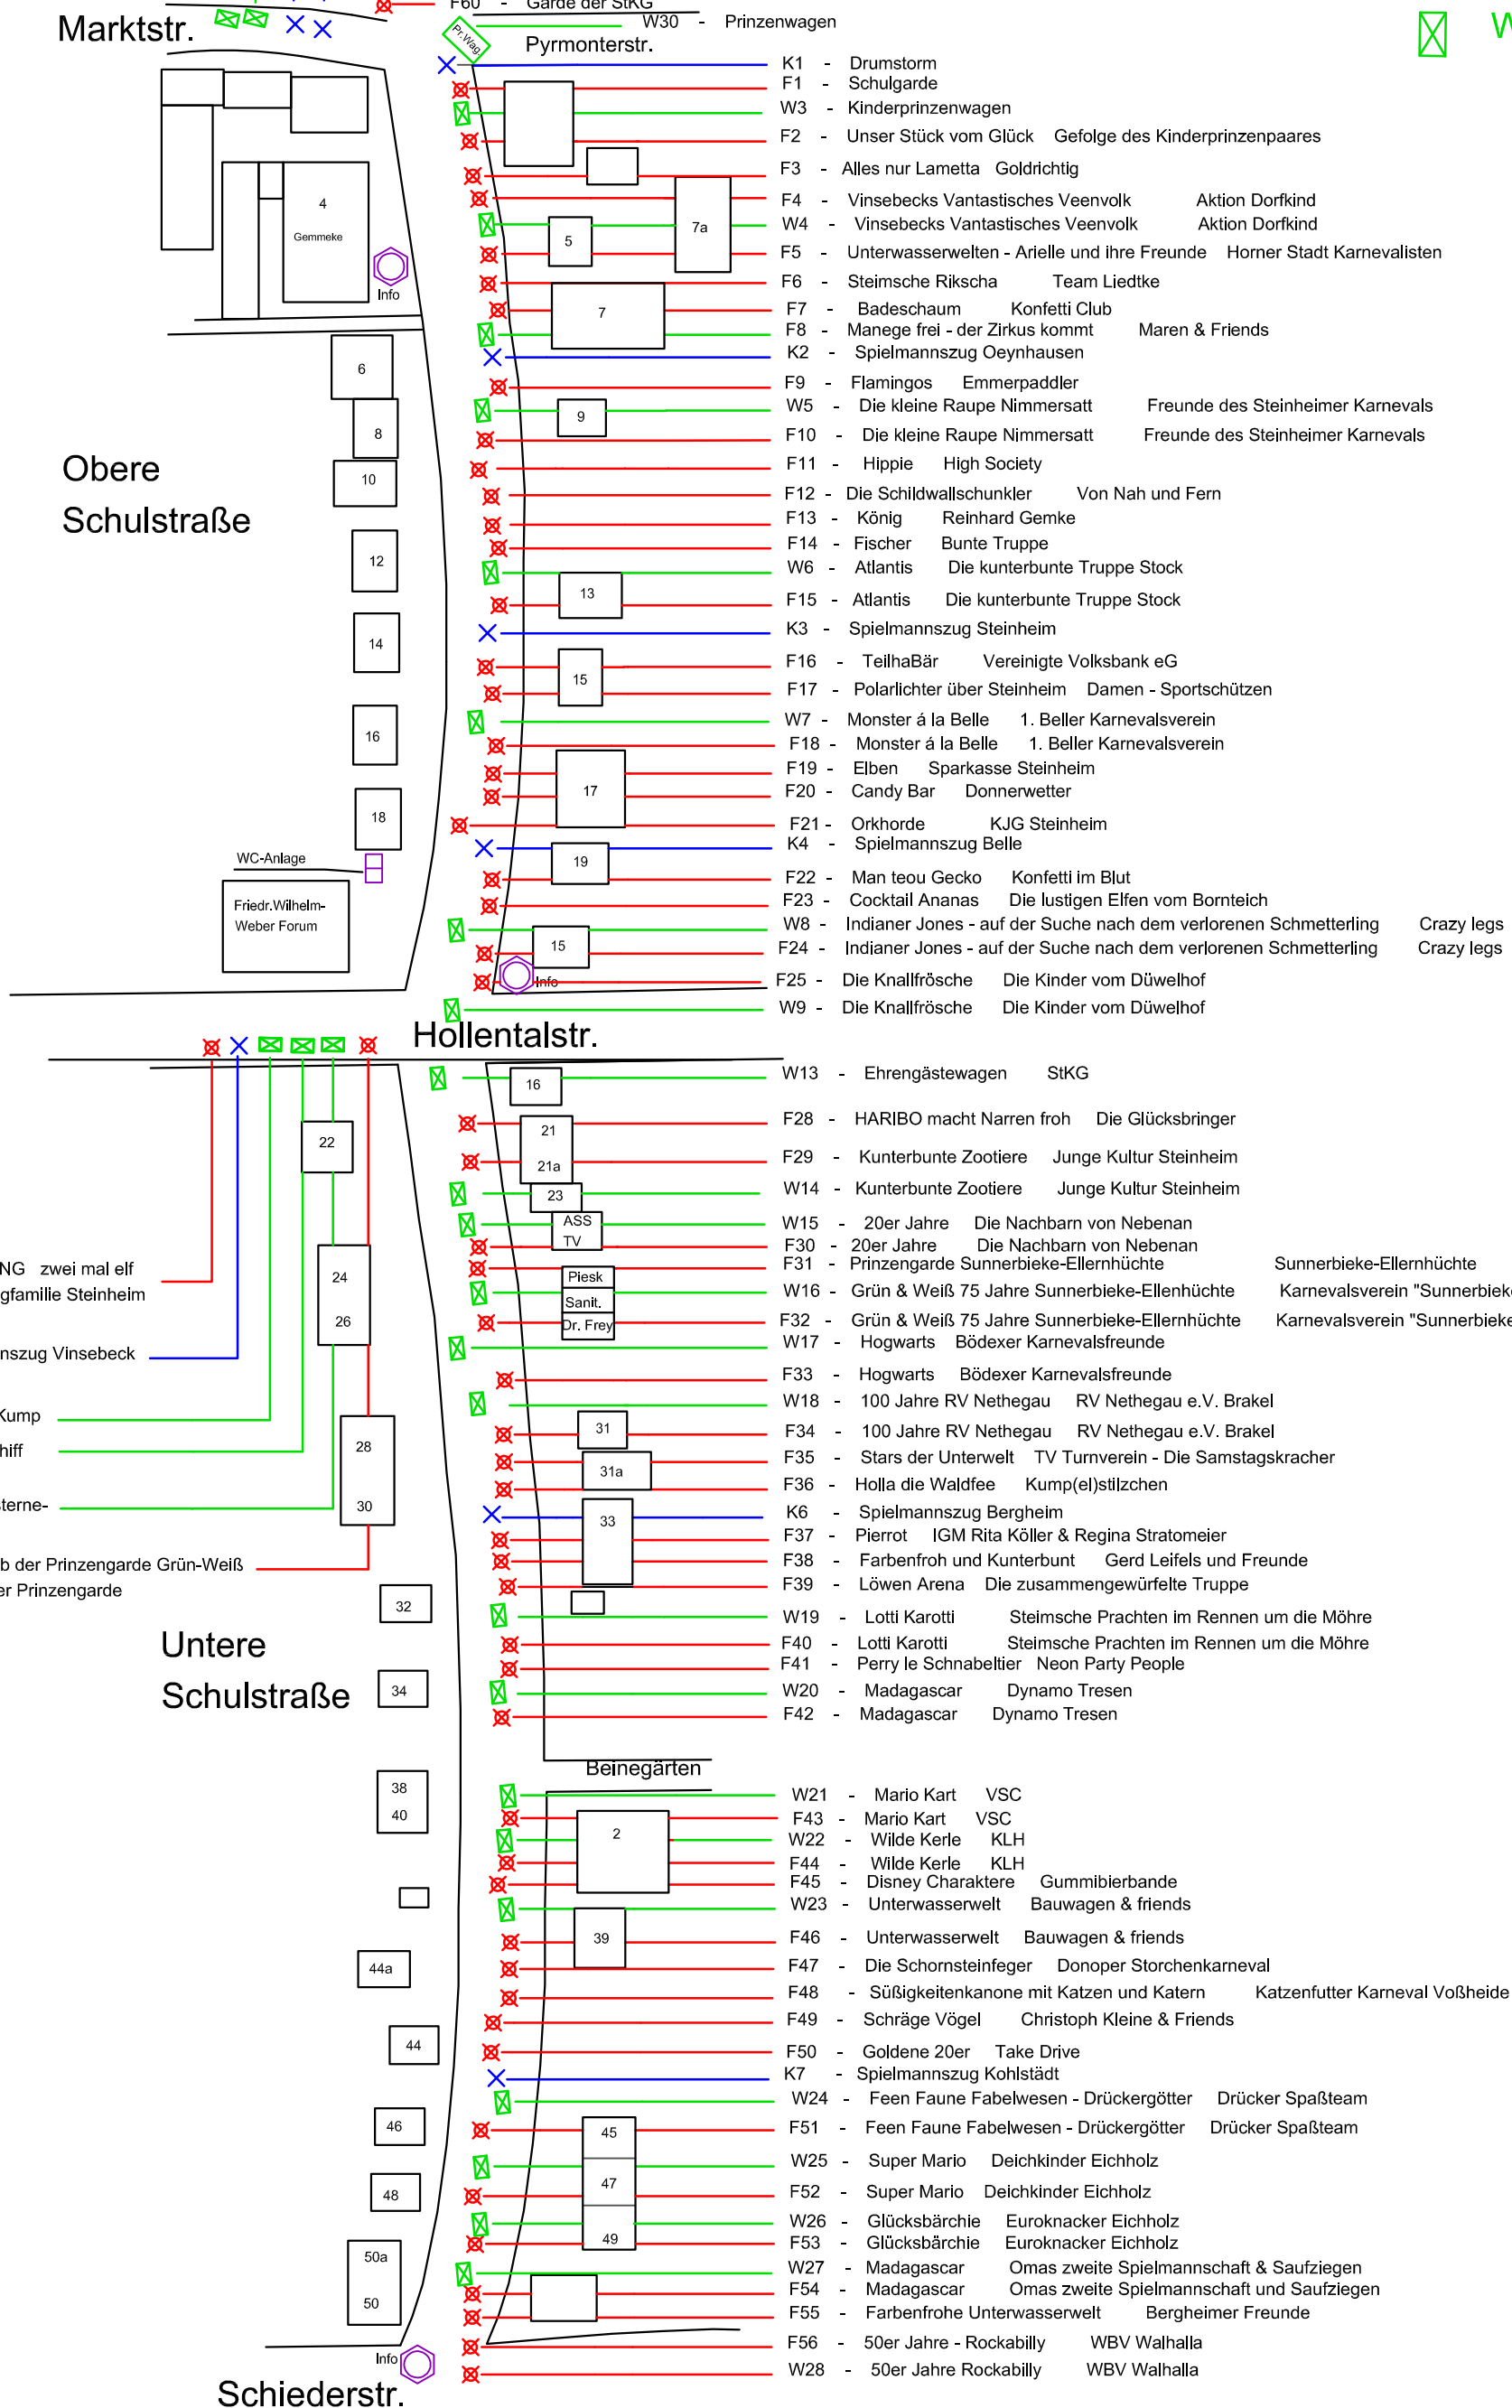 F60 - Garde der StKG
W
Marktstr.
W30 - Prinzenwagen
Pr.Wag.
Pyrmonterstr.
K1 - Drumstorm
F1 - Schulgarde
W3 - Kinderprinzenwagen
F2 - Unser Stück vom Glück Gefolge des Kinderprinzenpaares
F3 - Alles nur Lametta Goldrichtig
F4 - Vinsebecks Vantastisches Veenvolk Aktion Dorfkind
W4 - Vinsebecks Vantastisches Veenvolk Aktion Dorfkind
F5 - Unterwasserwelten - Arielle und ihre Freunde Horner Stadt Karnevalisten
F6 - Steimsche Rikscha Team Liedtke
F7 - Badeschaum Konfetti Club
F8 - Manege frei - der Zirkus kommt Maren & Friends
K2 - Spielmannszug Oeynhausen
F9 - Flamingos Emmerpaddler
W5 - Die kleine Raupe Nimmersatt Freunde des Steinheimer Karnevals
F10 - Die kleine Raupe Nimmersatt Freunde des Steinheimer Karnevals
F11 - Hippie High Society
F12 - Die Schildwallschunkler Von Nah und Fern
F13 - König Reinhard Gemke
F14 - Fischer Bunte Truppe
W6 - Atlantis Die kunterbunte Truppe Stock
F15 - Atlantis Die kunterbunte Truppe Stock
K3 - Spielmannszug Steinheim
F16 - TeilhaBär Vereinigte Volksbank eG
F17 - Polarlichter über Steinheim Damen - Sportschützen
W7 - Monster á la Belle 1. Beller Karnevalsverein
F18 - Monster á la Belle 1. Beller Karnevalsverein
F19 - Elben Sparkasse Steinheim
F20 - Candy Bar Donnerwetter
F21 - Orkhorde KJG Steinheim
K4 - Spielmannszug Belle
F22 - Man teou Gecko Konfetti im Blut
F23 - Cocktail Ananas Die lustigen Elfen vom Bornteich
W8 - Indianer Jones - auf der Suche nach dem verlorenen Schmetterling Crazy legs
F24 - Indianer Jones - auf der Suche nach dem verlorenen Schmetterling Crazy legs
F25 - Die Knallfrösche Die Kinder vom Düwelhof
W9 - Die Knallfrösche Die Kinder vom Düwelhof
4
Gemmeke
Info
5
7a
7
6
8
9
10
Obere
Schulstraße
12
13
14
15
16
17
18
19
WC-Anlage
Friedr.Wilhelm-
Weber Forum
15
Info
Hollentalstr.
W13 - Ehrengästewagen StKG
F28 - HARIBO macht Narren froh Die Glücksbringer
F29 - Kunterbunte Zootiere Junge Kultur Steinheim
W14 - Kunterbunte Zootiere Junge Kultur Steinheim
W15 - 20er Jahre Die Nachbarn von Nebenan
F30 - 20er Jahre Die Nachbarn von Nebenan
F31 - Prinzengarde Sunnerbieke-Ellernhüchte Sunnerbieke-Ellernhüchte
W16 - Grün & Weiß 75 Jahre Sunnerbieke-Ellenhüchte Karnevalsverein "Sunnerbieke
F32 - Grün & Weiß 75 Jahre Sunnerbieke-Ellernhüchte Karnevalsverein "Sunnerbieke
W17 - Hogwarts Bödexer Karnevalsfreunde
F33 - Hogwarts Bödexer Karnevalsfreunde
W18 - 100 Jahre RV Nethegau RV Nethegau e.V. Brakel
F34 - 100 Jahre RV Nethegau RV Nethegau e.V. Brakel
F35 - Stars der Unterwelt TV Turnverein - Die Samstagskracher
F36 - Holla die Waldfee Kump(el)stilzchen
K6 - Spielmannszug Bergheim
F37 - Pierrot IGM Rita Köller & Regina Stratomeier
F38 - Farbenfroh und Kunterbunt Gerd Leifels und Freunde
F39 - Löwen Arena Die zusammengewürfelte Truppe
W19 - Lotti Karotti Steimsche Prachten im Rennen um die Möhre
F40 - Lotti Karotti Steimsche Prachten im Rennen um die Möhre
F41 - Perry le Schnabeltier Neon Party People
W20 - Madagascar Dynamo Tresen
F42 - Madagascar Dynamo Tresen
16
21
21a
22
23
ASS
TV
Piesk
Sanit.
Dr. Frey
24
26
NG zwei mal elf
gfamilie Steinheim
nszug Vinsebeck
Kump
hiff
terne-
b der Prinzengarde Grün-Weiß
er Prinzengarde
28
30
31
31a
33
32
Untere
Schulstraße
34
38
40
Beinegärten
W21 - Mario Kart VSC
F43 - Mario Kart VSC
W22 - Wilde Kerle KLH
F44 - Wilde Kerle KLH
F45 - Disney Charaktere Gummibierbande
W23 - Unterwasserwelt Bauwagen & friends
F46 - Unterwasserwelt Bauwagen & friends
F47 - Die Schornsteinfeger Donoper Storchenkarneval
F48 - Süßigkeitenkanone mit Katzen und Katern Katzenfutter Karneval Voßheide
F49 - Schräge Vögel Christoph Kleine & Friends
F50 - Goldene 20er Take Drive
K7 - Spielmannszug Kohlstädt
W24 - Feen Faune Fabelwesen - Drückergötter Drücker Spaßteam
F51 - Feen Faune Fabelwesen - Drückergötter Drücker Spaßteam
W25 - Super Mario Deichkinder Eichholz
F52 - Super Mario Deichkinder Eichholz
W26 - Glücksbärchie Euroknacker Eichholz
F53 - Glücksbärchie Euroknacker Eichholz
W27 - Madagascar Omas zweite Spielmannschaft & Saufziegen
F54 - Madagascar Omas zweite Spielmannschaft und Saufziegen
F55 - Farbenfrohe Unterwasserwelt Bergheimer Freunde
F56 - 50er Jahre - Rockabilly WBV Walhalla
W28 - 50er Jahre Rockabilly WBV Walhalla
2
39
44a
44
46
45
47
48
49
50a
50
Info
Schiederstr.